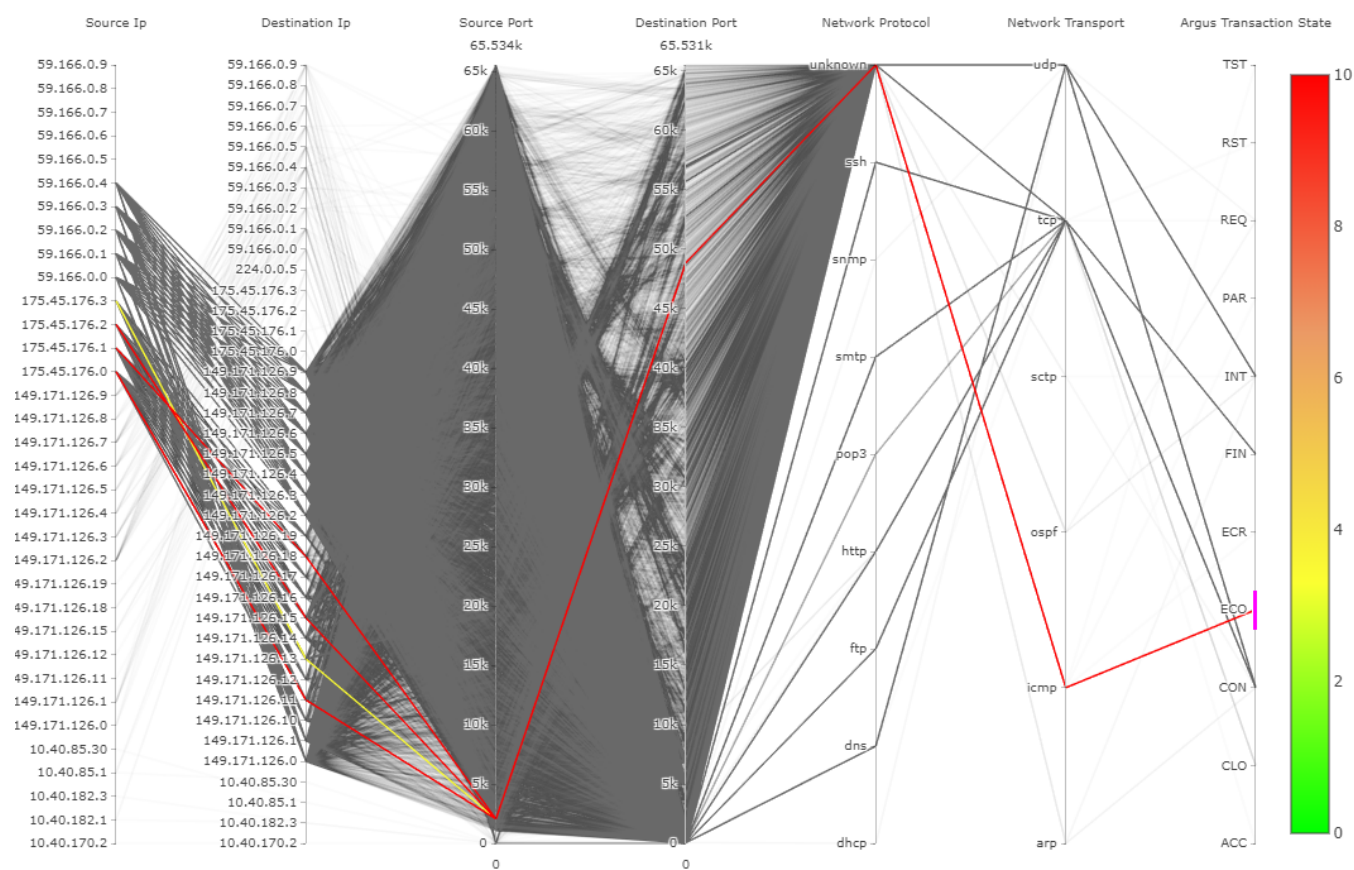 Source Ip
Destination Ip
Source Port
Destination Port
Network Protocol
Network Transport
Argus Transaction State
65.534k
65.531k
59.166.0.9
59.166.0.8
59.166.0.7
59.166.0.6
59.166.0.5
59.166.0.4
59.166.0.3
59.166.0.2
59.166.0.1
59.166.0.0
175.45.176.3
175.45.176.2
175.45.176.1
175.45.176.0
149.171.126.9
149.171.126.8
149.171.126.7
149.171.126.6
149.171.126.5
149.171.126.4
149.171.126.3
149.171.126.2
149.171.126.19
149.171.126.18
149.171.126.15
149.171.126.12
149.171.126.11
149.171.126.1
149.171.126.0
10.40.85.30
10.40.85.1
10.40.182.3
10.40.182.1
10.40.170.2
59.166.0.9
59.166.0.8
59.166.0.7
59.166.0.6
59.166.0.5
59.166.0.4
59.166.0.3
59.166.0.2
59.166.0.1
59.166.0.0
224.0.0.5
175.45.176.3
175.45.176.2
175.45.176.1
175.45.176.0
149.171.126.9
149.171.126.8
149.171.126.7
149.171.126.6
149.171.126.5
149.171.126.4
149.171.126.3
149.171.126.2
149.171.126.19
149.171.126.18
149.171.126.17
149.171.126.16
149.171.126.15
149.171.126.14
149.171.126.13
149.171.126.12
149.171.126.11
149.171.126.10
149.171.126.1
149.171.126.0
10.40.85.30
10.40.85.1
10.40.182.3
10.40.170.2
65k
60k
55k
50k
45k
40k
35k
30k
25k
20k
15k
10k
5k
0
0
65k
60k
55k
50k
45k
40k
35k
30k
25k
20k
15k
10k
5k
0
0
unknown
ssh
snmp
smtp
pop3
http
ftp
dns
dhcp
udp
tcp
sctp
ospf
icmp
arp
TST
RST
REQ
PAR
INT
FIN
ECR
ECO
CON
CLO
ACC
10
8
6
4
2
0